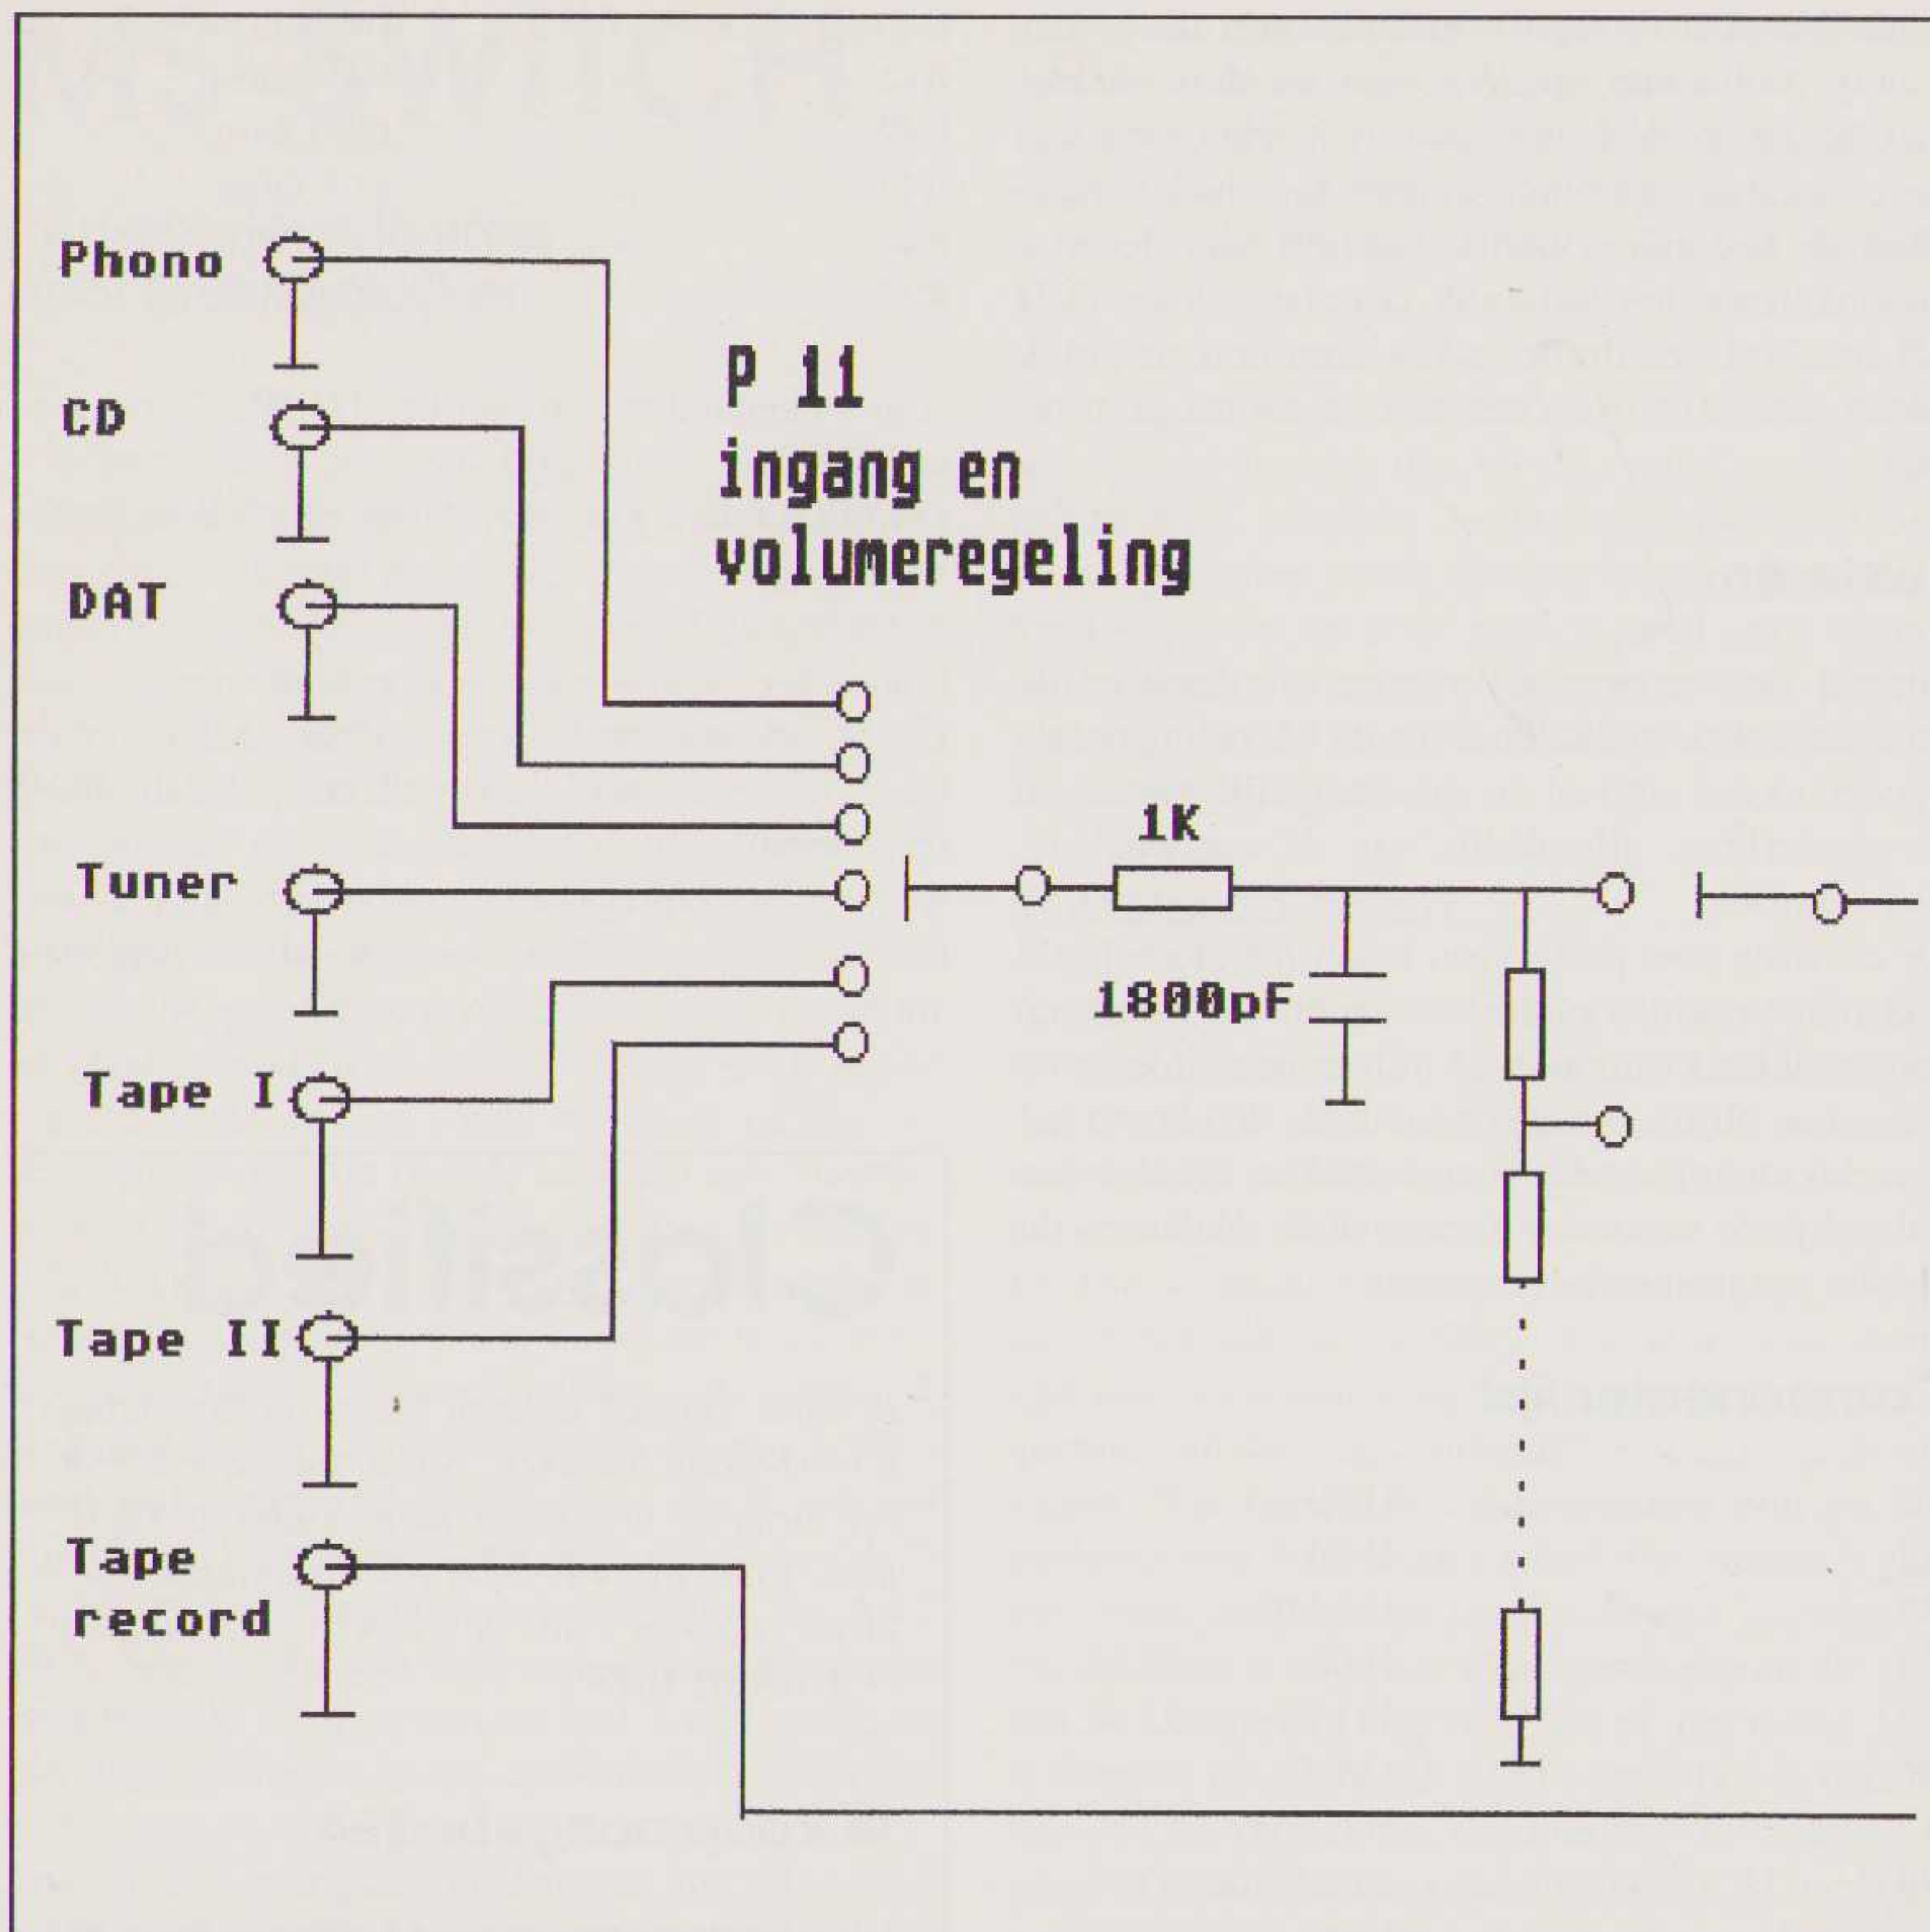 Phono
P 11
ingang en
volumeregeling
CD
DAT
1K
Tuner
1800pF
Tape I
Tape II
Tape
record